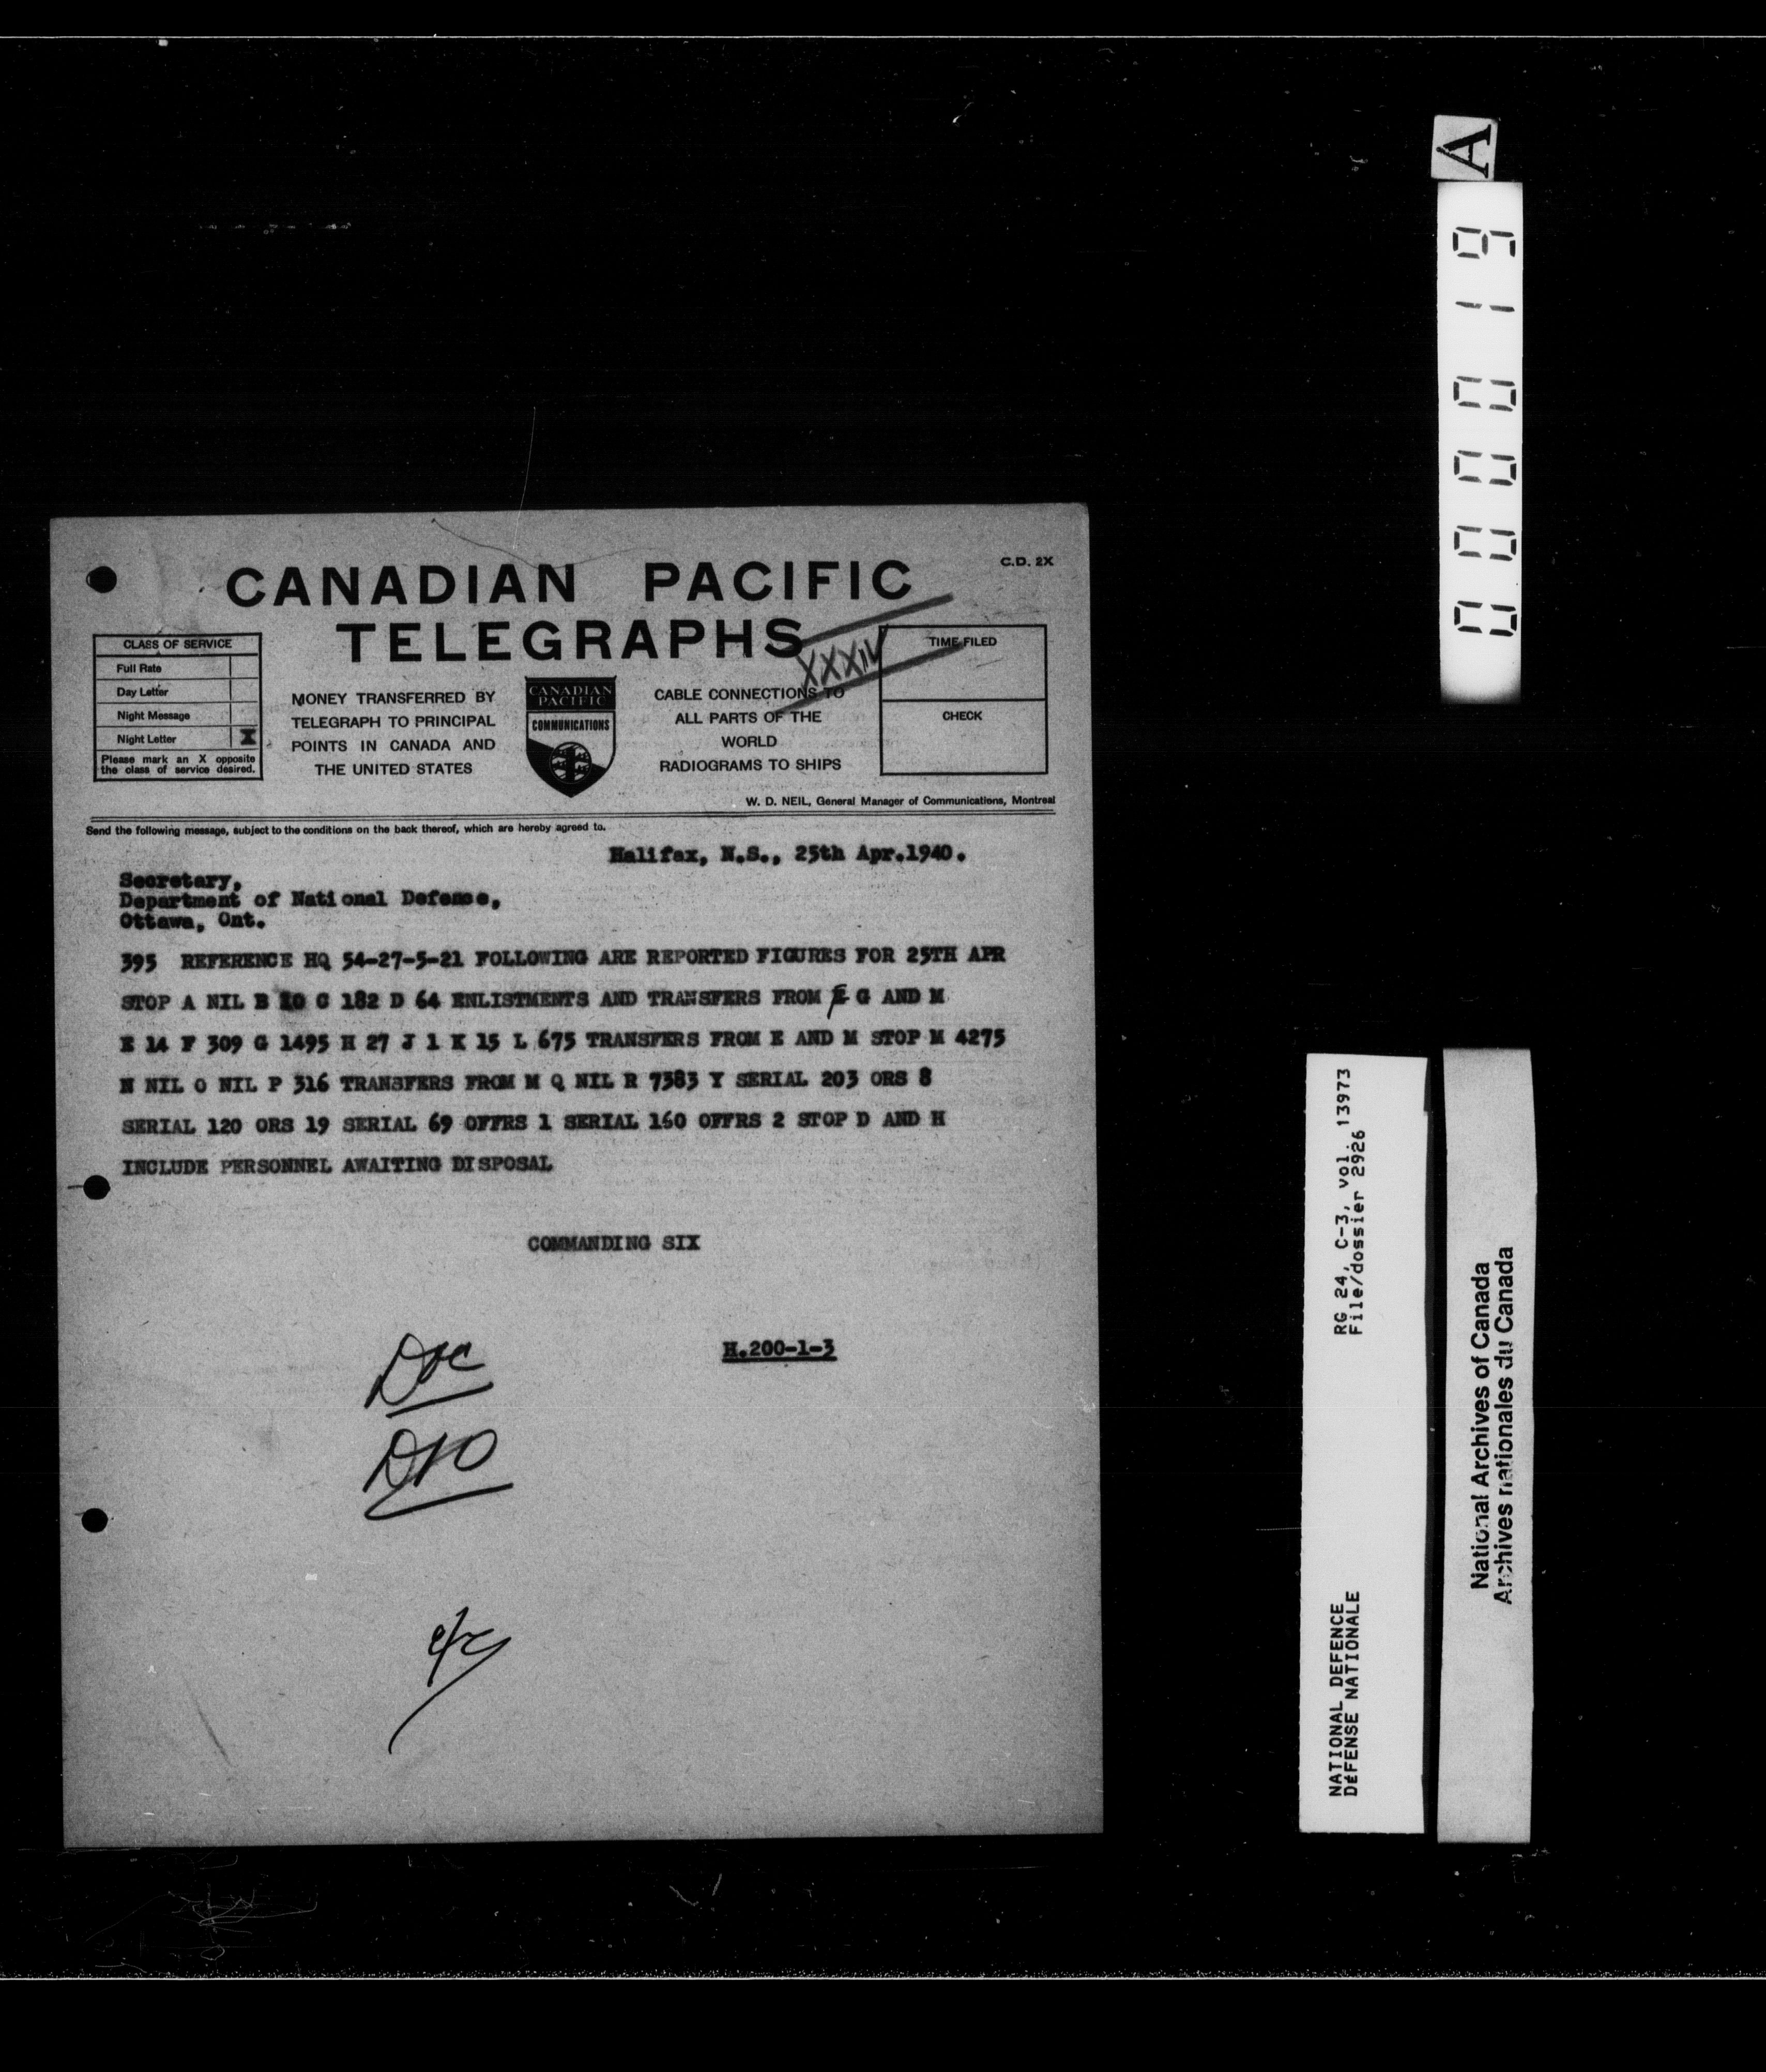 A
000019
C.D. 2X
CANADIAN PACIFIC
TELEGRAPHS
XXXIV
CLASS OF SERVICE
Full Rate
Day Letter
Night Message
Night Letter X
Please mark an X opposite
the class of service desired.
MONEY TRANSFERRED BY
TELEGRAPH TO PRINCIPAL
POINTS IN CANADA AND
THE UNITED STATES
CANADIAN
PACIFIC
COMMUNICATIONS
CABLE CONNECTIONS TO
ALL PARTS OF THE
WORLD
RADIOGRAMS TO SHIPS
TIME FILED
CHECK
W. D. NEIL, General Manager of Communications, Montreal
Send the following message, subject to the conditions on the back thereof, which are hereby agreed to.
Halifax, N.S., 25th Apr.1940.
Secretary,
Department of National Defense,
Ottawa, Ont.
395 REFERENCE HQ 54-27-5-21 FOLLOWING ARE REPORTED FIGURES FOR 25TH APR
STOP A NIL B 10 C 182 D 64 ENLISTMENTS AND TRANSFERS FROM G AND M
E 14 F 309 G 1495 H 27 J 1 K 15 L 675 TRANSFERS FROM E AND M STOP M 4275
N NIL O NIL P 316 TRANSFERS FROM M Q NIL R 7383 Y SERIAL 203 ORS 8
SERIAL 120 ORS 19 SERIAL 69 OFFRS 1 SERIAL 160 OFFRS 2 STOP D AND H
INCLUDE PERSONNEL AWAITING DISPOSAL
COMMANDING SIX
H.200-1-3
RG 24, C-3, vol. 13973
File/dossier 2926
NATIONAL DEFENCE
DÉFENSE NATIONALE
National Archives of Canada
Archives nationales du Canada